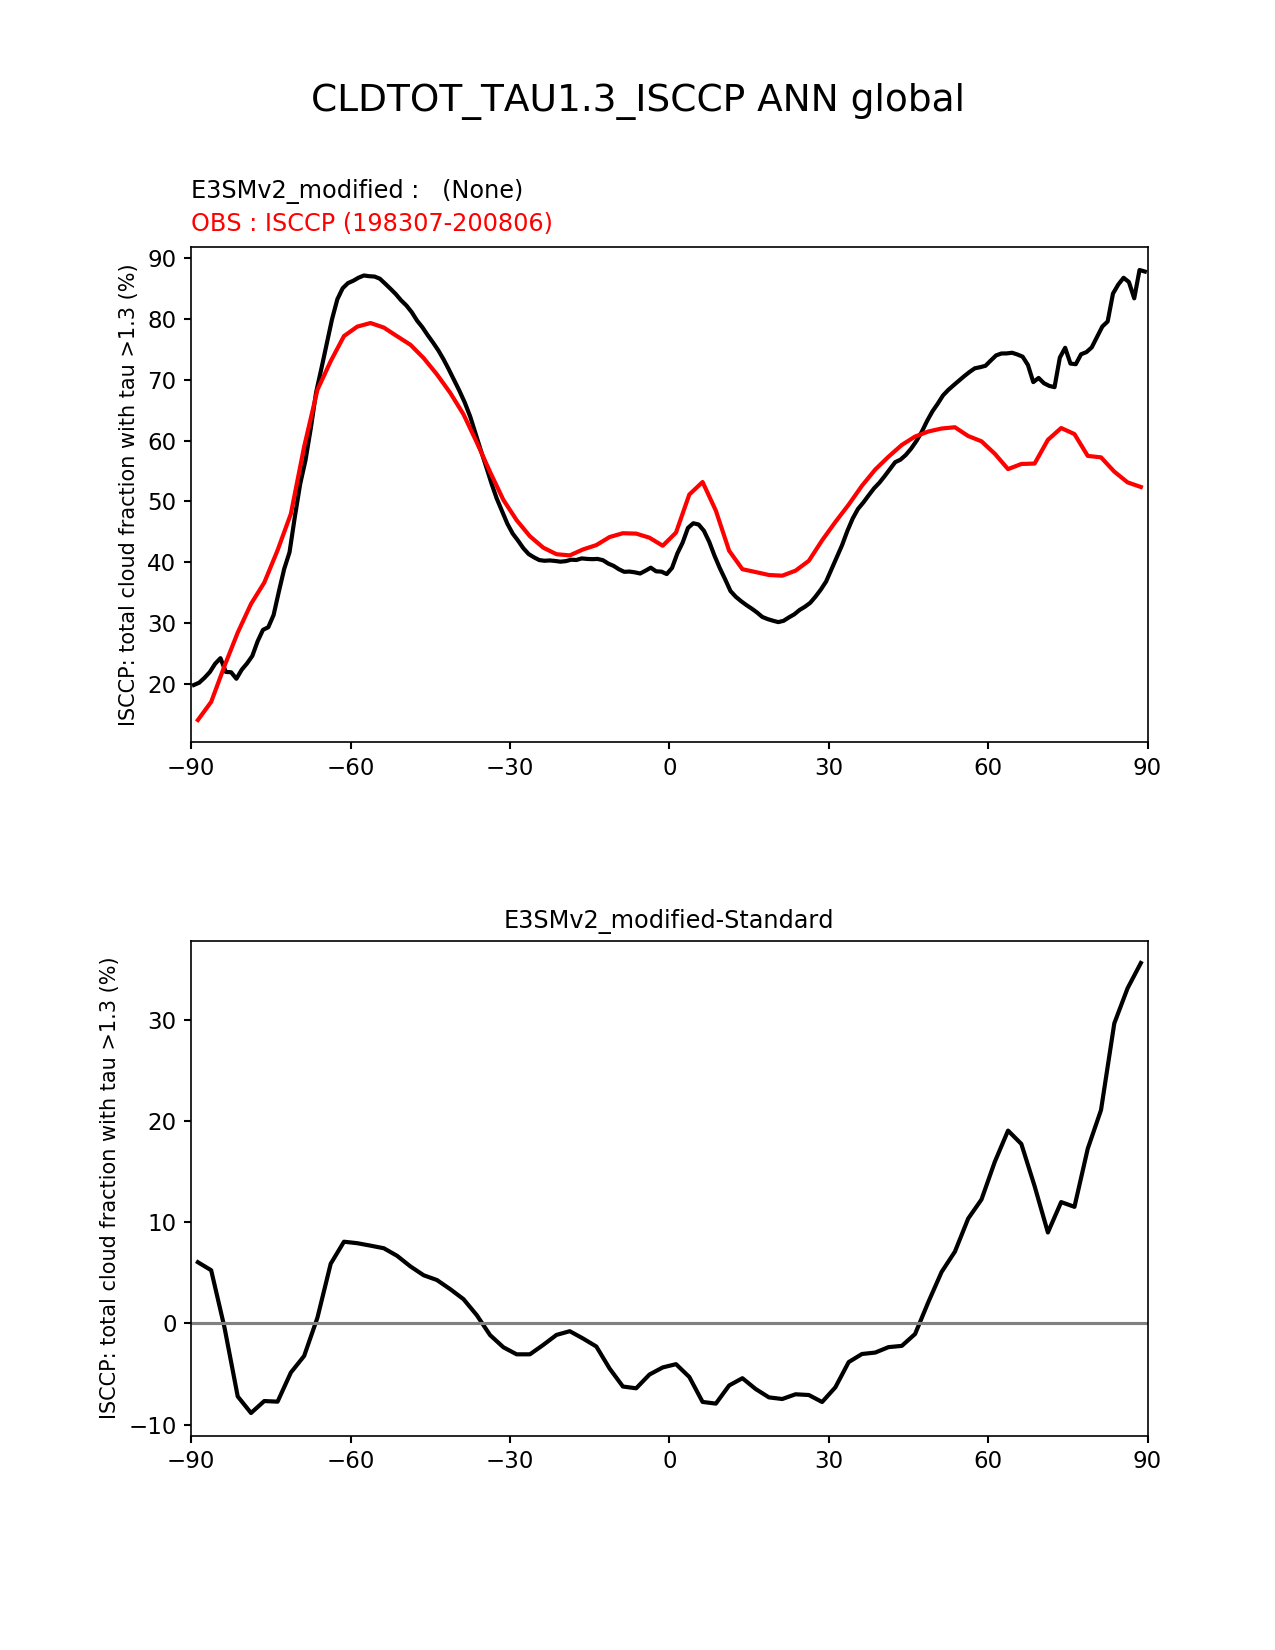 CLDTOT_TAU1.3_ISCCP ANN global
E3SMv2_modified :   (None)
OBS : ISCCP (198307-200806)
ISCCP: total cloud fraction with tau >1.3 (%)
90
80
70
60
50
40
30
20
−90 −60 −30 0 30 60 90
E3SMv2_modified-Standard
ISCCP: total cloud fraction with tau >1.3 (%)
30
20
10
0
−10
−90 −60 −30 0 30 60 90